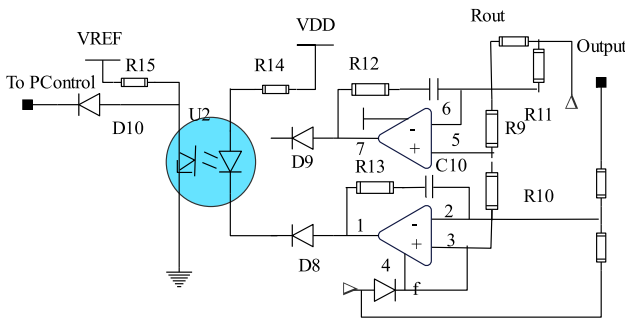 Rout
VREF
VDD
Output
R15
R14
R12
To PControl
6
R11
D10
U2
-
+
5
R9
7
D9
C10
R13
R10
1
-
+
2
3
D8
4
f